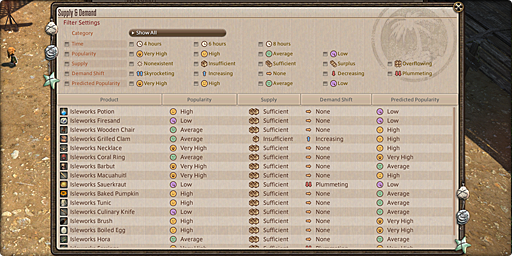 Supply & Demand
Filter Settings
Category Show All
Time 4 hours 6 hours 8 hours
Popularity Very High High Average Low
Supply Nonexistent Insufficient Sufficient Surplus Overflowing
Demand Shift Skyrocketing Increasing None Decreasing Plummeting
Predicted Popularity Very High High Average Low
Product Popularity Supply Demand Shift Predicted Popularity
Isleworks Potion High Sufficient None Low
Isleworks Firesand Low Sufficient None Low
Isleworks Wooden Chair Average Sufficient None High
Isleworks Grilled Clam Average Insufficient Increasing High
Isleworks Necklace Very High Sufficient None High
Isleworks Coral Ring Average Sufficient None Very High
Isleworks Barbut Very High Sufficient None Average
Isleworks Macuahuitl Very High Sufficient None High
Isleworks Sauerkraut Low Sufficient Plummeting Low
Isleworks Baked Pumpkin High Sufficient None Average
Isleworks Tunic High Sufficient None Average
Isleworks Culinary Knife Low Sufficient None Average
Isleworks Brush High Sufficient None Very High
Isleworks Boiled Egg Very High Sufficient None High
Isleworks Hora Average Sufficient None Average